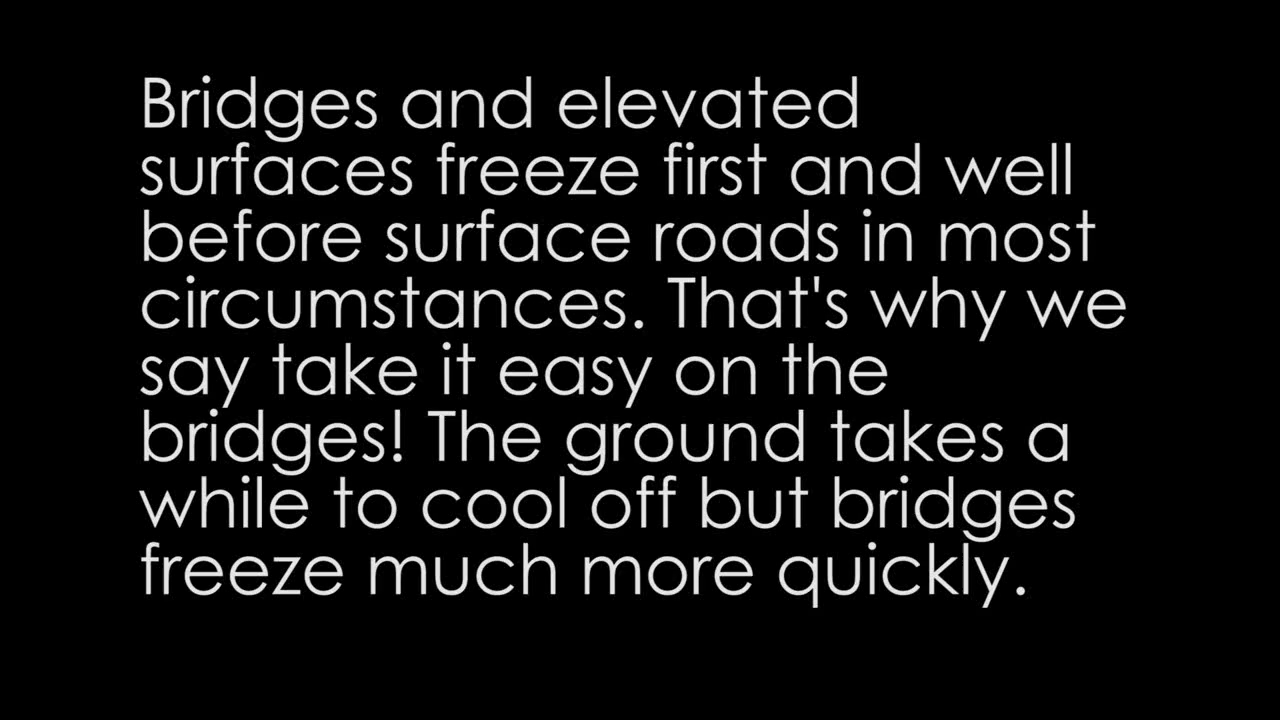 Bridges and elevated
surfaces freeze first and well
before surface roads in most
circumstances. That's why we
say take it easy on the
bridges! The ground takes a
while to cool off but bridges
freeze much more quickly.